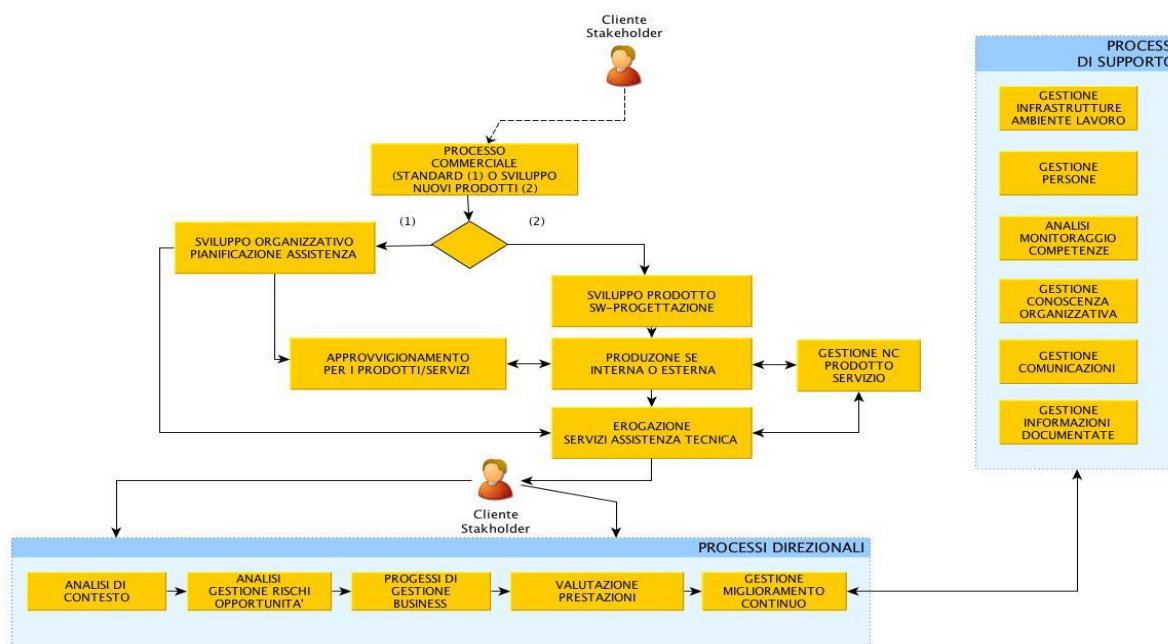 Cliente
Stakeholder
PROCESSO
COMMERCIALE
(STANDARD (1) O SVILUPPO
NUOVI PRODOTTI (2)
(1)
(2)
SVILUPPO ORGANIZZATIVO
PIANIFICAZIONE ASSISTENZA
SVILUPPO PRODOTTO
SW-PROGETTAZIONE
APPROVVIGIONAMENTO
PER I PRODOTTI/SERVIZI
PRODUZONE SE
INTERNA O ESTERNA
GESTIONE NC
PRODOTTO
SERVIZIO
EROGAZIONE
SERVIZI ASSISTENZA TECNICA
Cliente
Stakholder
PROCESSI DIREZIONALI
ANALISI DI
CONTESTO
ANALISI
GESTIONE RISCHI
OPPORTUNITA'
PROGESSI DI
GESTIONE
BUSINESS
VALUTAZIONE
PRESTAZIONI
GESTIONE
MIGLIORAMENTO
CONTINUO
PROCESS
DI SUPPORTO
GESTIONE
INFRASTRUTTURE
AMBIENTE LAVORO
GESTIONE
PERSONE
ANALISI
MONITORAGGIO
COMPETENZE
GESTIONE
CONOSCENZA
ORGANIZZATIVA
GESTIONE
COMUNICAZIONI
GESTIONE
INFORMAZIONI
DOCUMENTATE